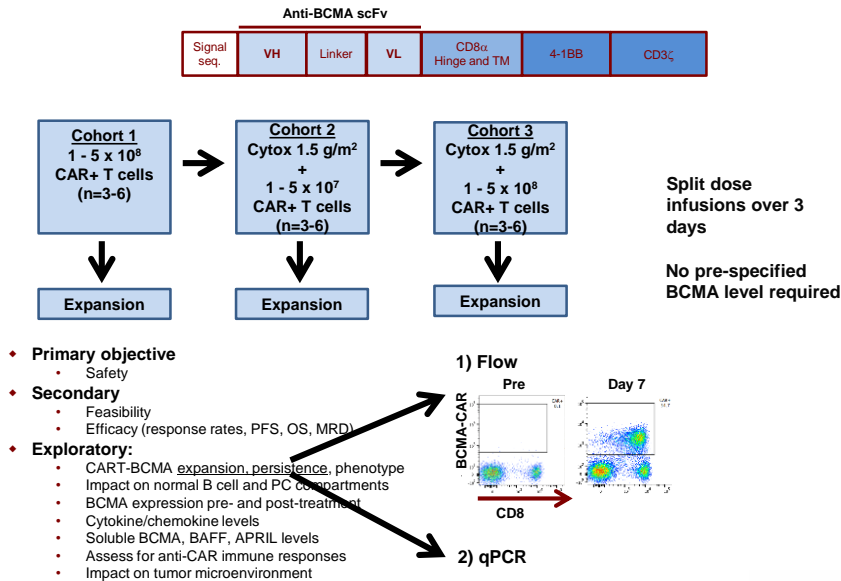 Anti-BCMA scFv
Signal
seq.
VH
Linker
VL
CD8α
Hinge and TM
4-1BB
CD3ζ
Cohort 1
1 - 5 x 10⁸
CAR+ T cells
(n=3-6)
Cohort 2
Cytox 1.5 g/m²
+
1 - 5 x 10⁷
CAR+ T cells
(n=3-6)
Cohort 3
Cytox 1.5 g/m²
+
1 - 5 x 10⁸
CAR+ T cells
(n=3-6)
Split dose
infusions over 3
days
No pre-specified
BCMA level required
Expansion
Expansion
Expansion
Primary objective
• Safety
Secondary
• Feasibility
• Efficacy (response rates, PFS, OS, MRD)
Exploratory:
• CART-BCMA expansion, persistence, phenotype
• Impact on normal B cell and PC compartments
• BCMA expression pre- and post-treatment
• Cytokine/chemokine levels
• Soluble BCMA, BAFF, APRIL levels
• Assess for anti-CAR immune responses
• Impact on tumor microenvironment
1) Flow
Pre
Day 7
BCMA-CAR
CAR+
CAR+
CD8
2) qPCR